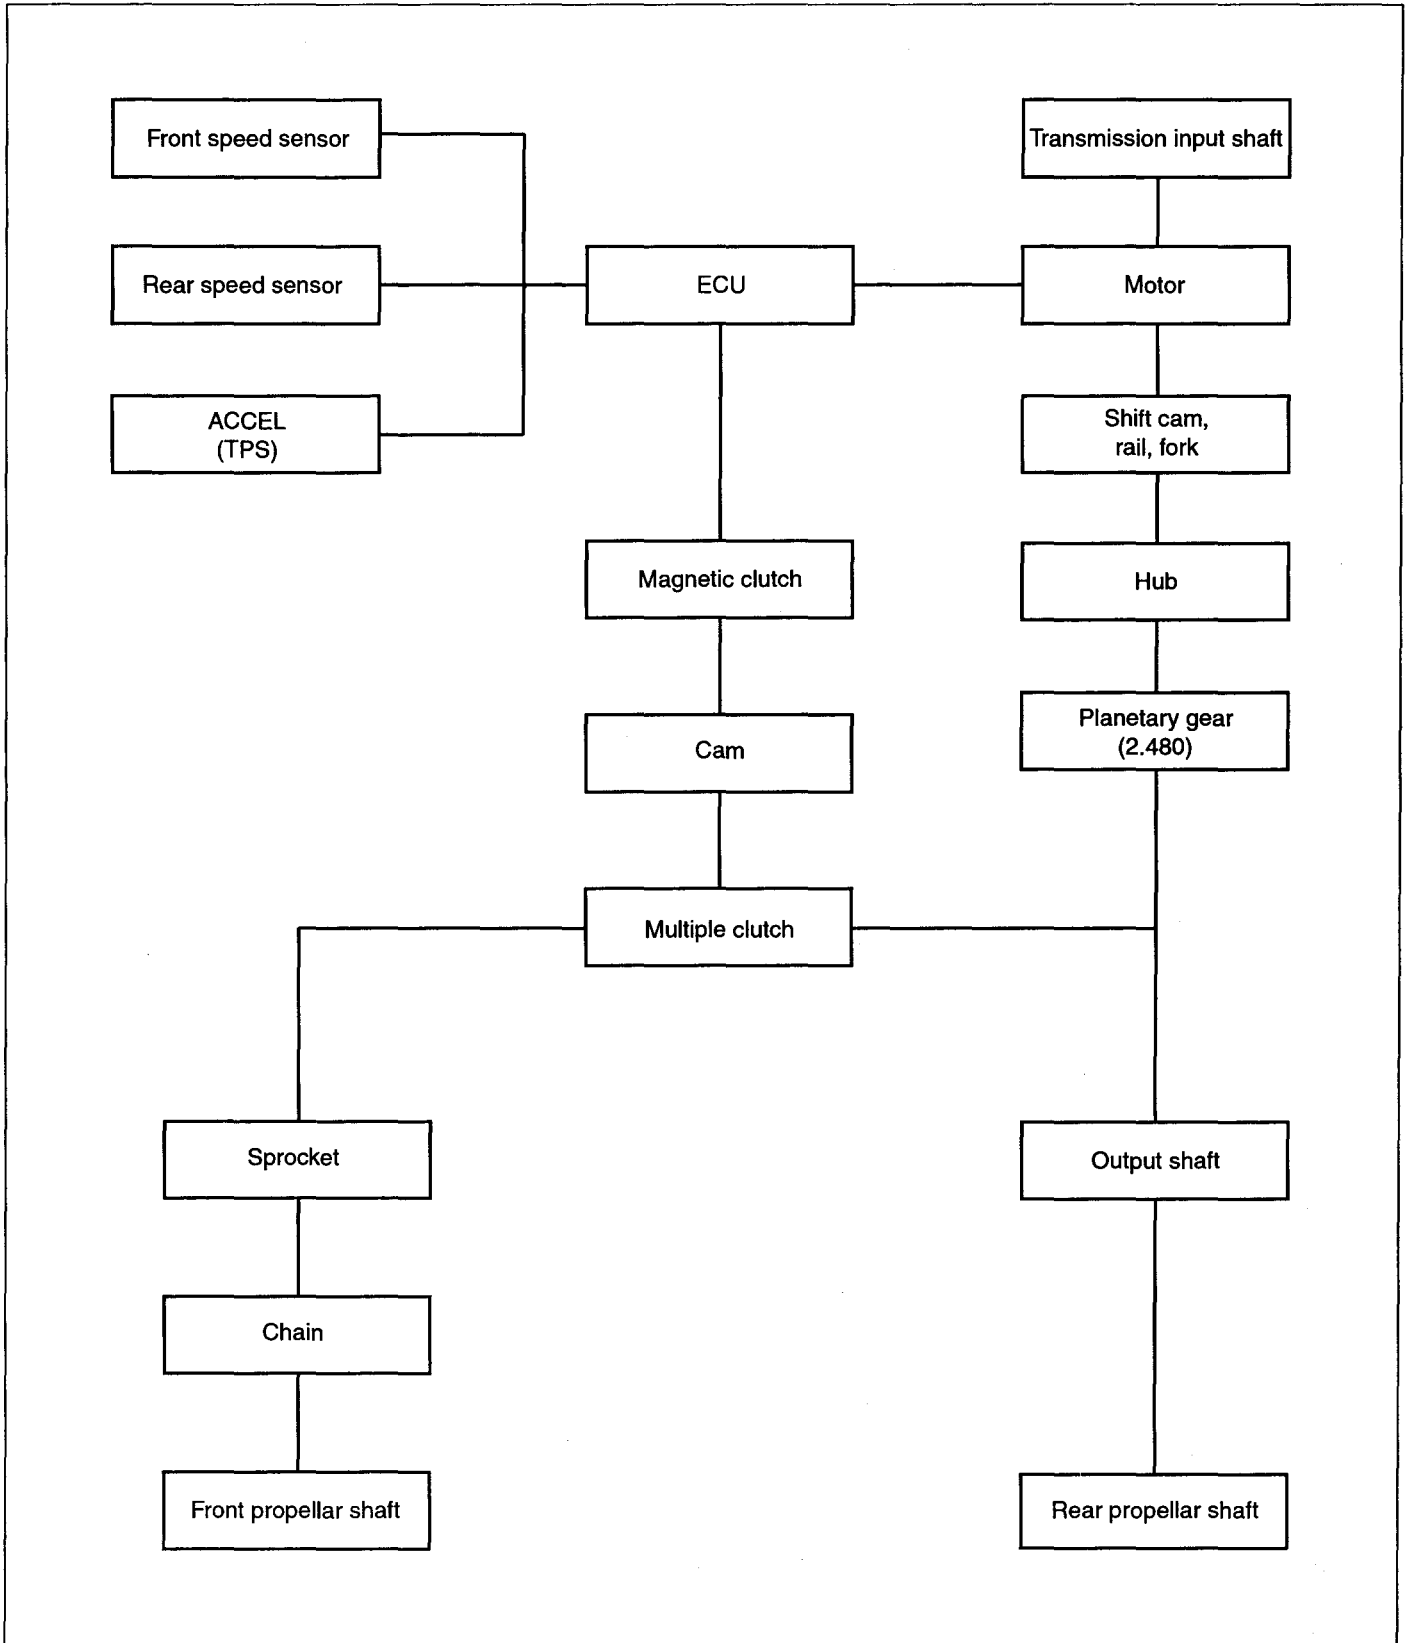 Front speed sensor
Transmission input shaft
Rear speed sensor
ECU
Motor
ACCEL
(TPS)
Shift cam,
rail, fork
Magnetic clutch
Hub
Planetary gear
(2.480)
Cam
Multiple clutch
Sprocket
Output shaft
Chain
Front propellar shaft
Rear propellar shaft